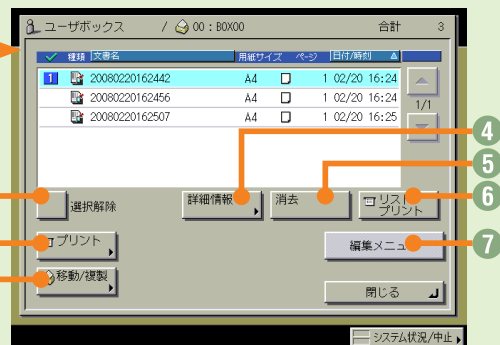 ユーザボックス / 00 : BOX00 合計 3
種類 文書名 用紙サイズ ページ 日付/時刻
1 20080220162442 A4 1 02/20 16:24
20080220162456 A4 1 02/20 16:24
20080220162507 A4 1 02/20 16:25
1/1
4
5
選択解除 詳細情報 消去 リスト
プリント
6
プリント 編集メニュー 7
移動/複製
閉じる
システム状況/中止